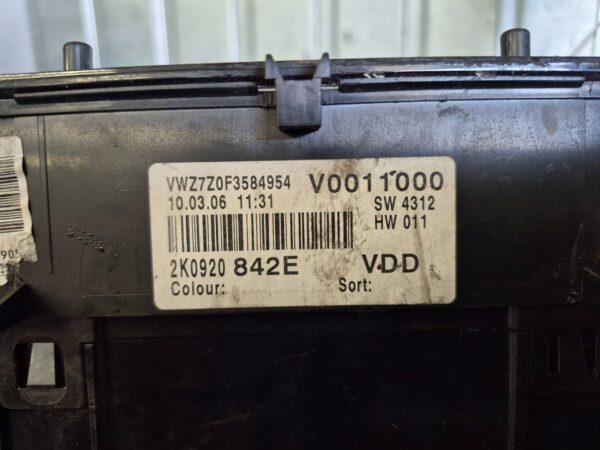 VWZ7Z0F3584954 V0011000
10.03.06 11:31 SW 4312
HW 011
2K0920 842E VDD
Colour: Sort: